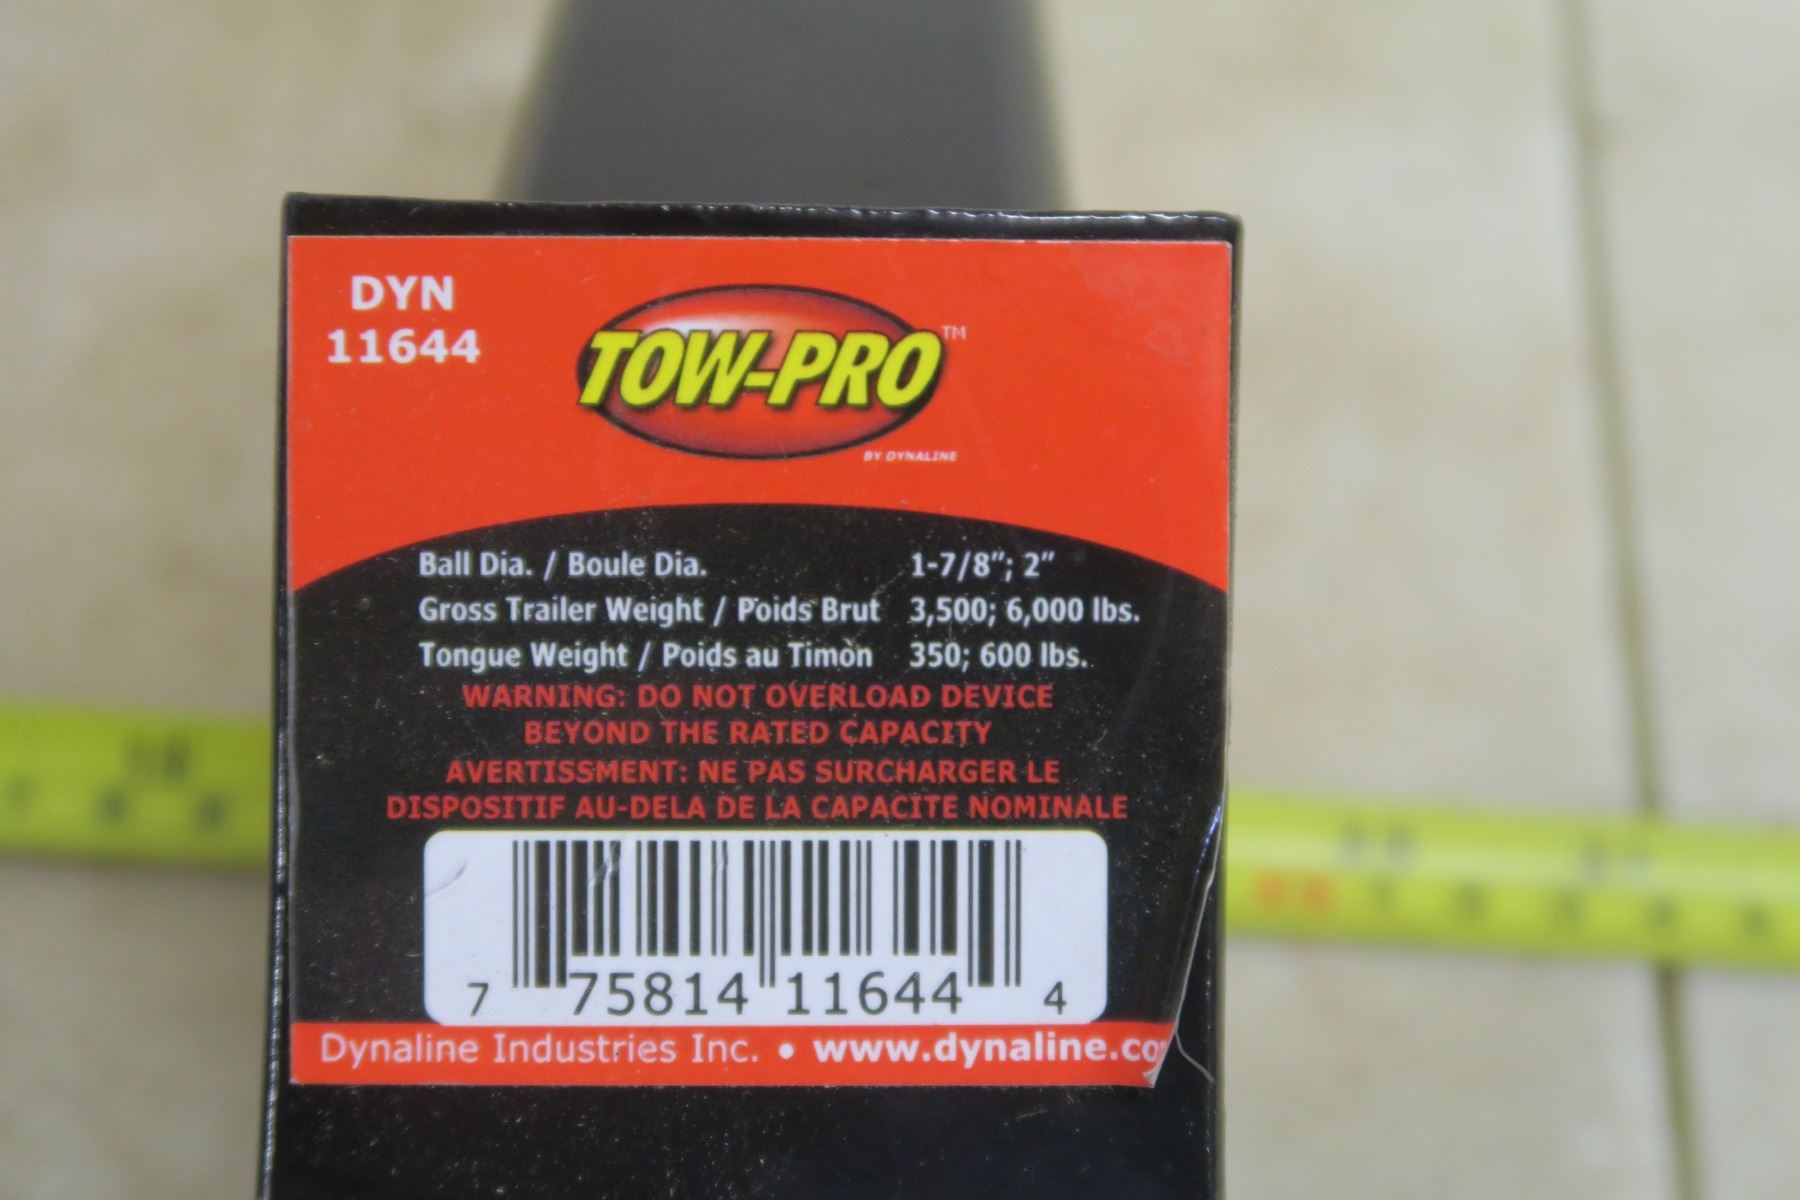 DYN
11644
TOW-PRO™
BY DYNALINE
Ball Dia. / Boule Dia. 1-7/8"; 2"
Gross Trailer Weight / Poids Brut 3,500; 6,000 lbs.
Tongue Weight / Poids au Timòn 350; 600 lbs.
WARNING: DO NOT OVERLOAD DEVICE
BEYOND THE RATED CAPACITY
AVERTISSMENT: NE PAS SURCHARGER LE
DISPOSITIF AU-DELA DE LA CAPACITE NOMINALE
7 75814 11644 4
Dynaline Industries Inc. • www.dynaline.co